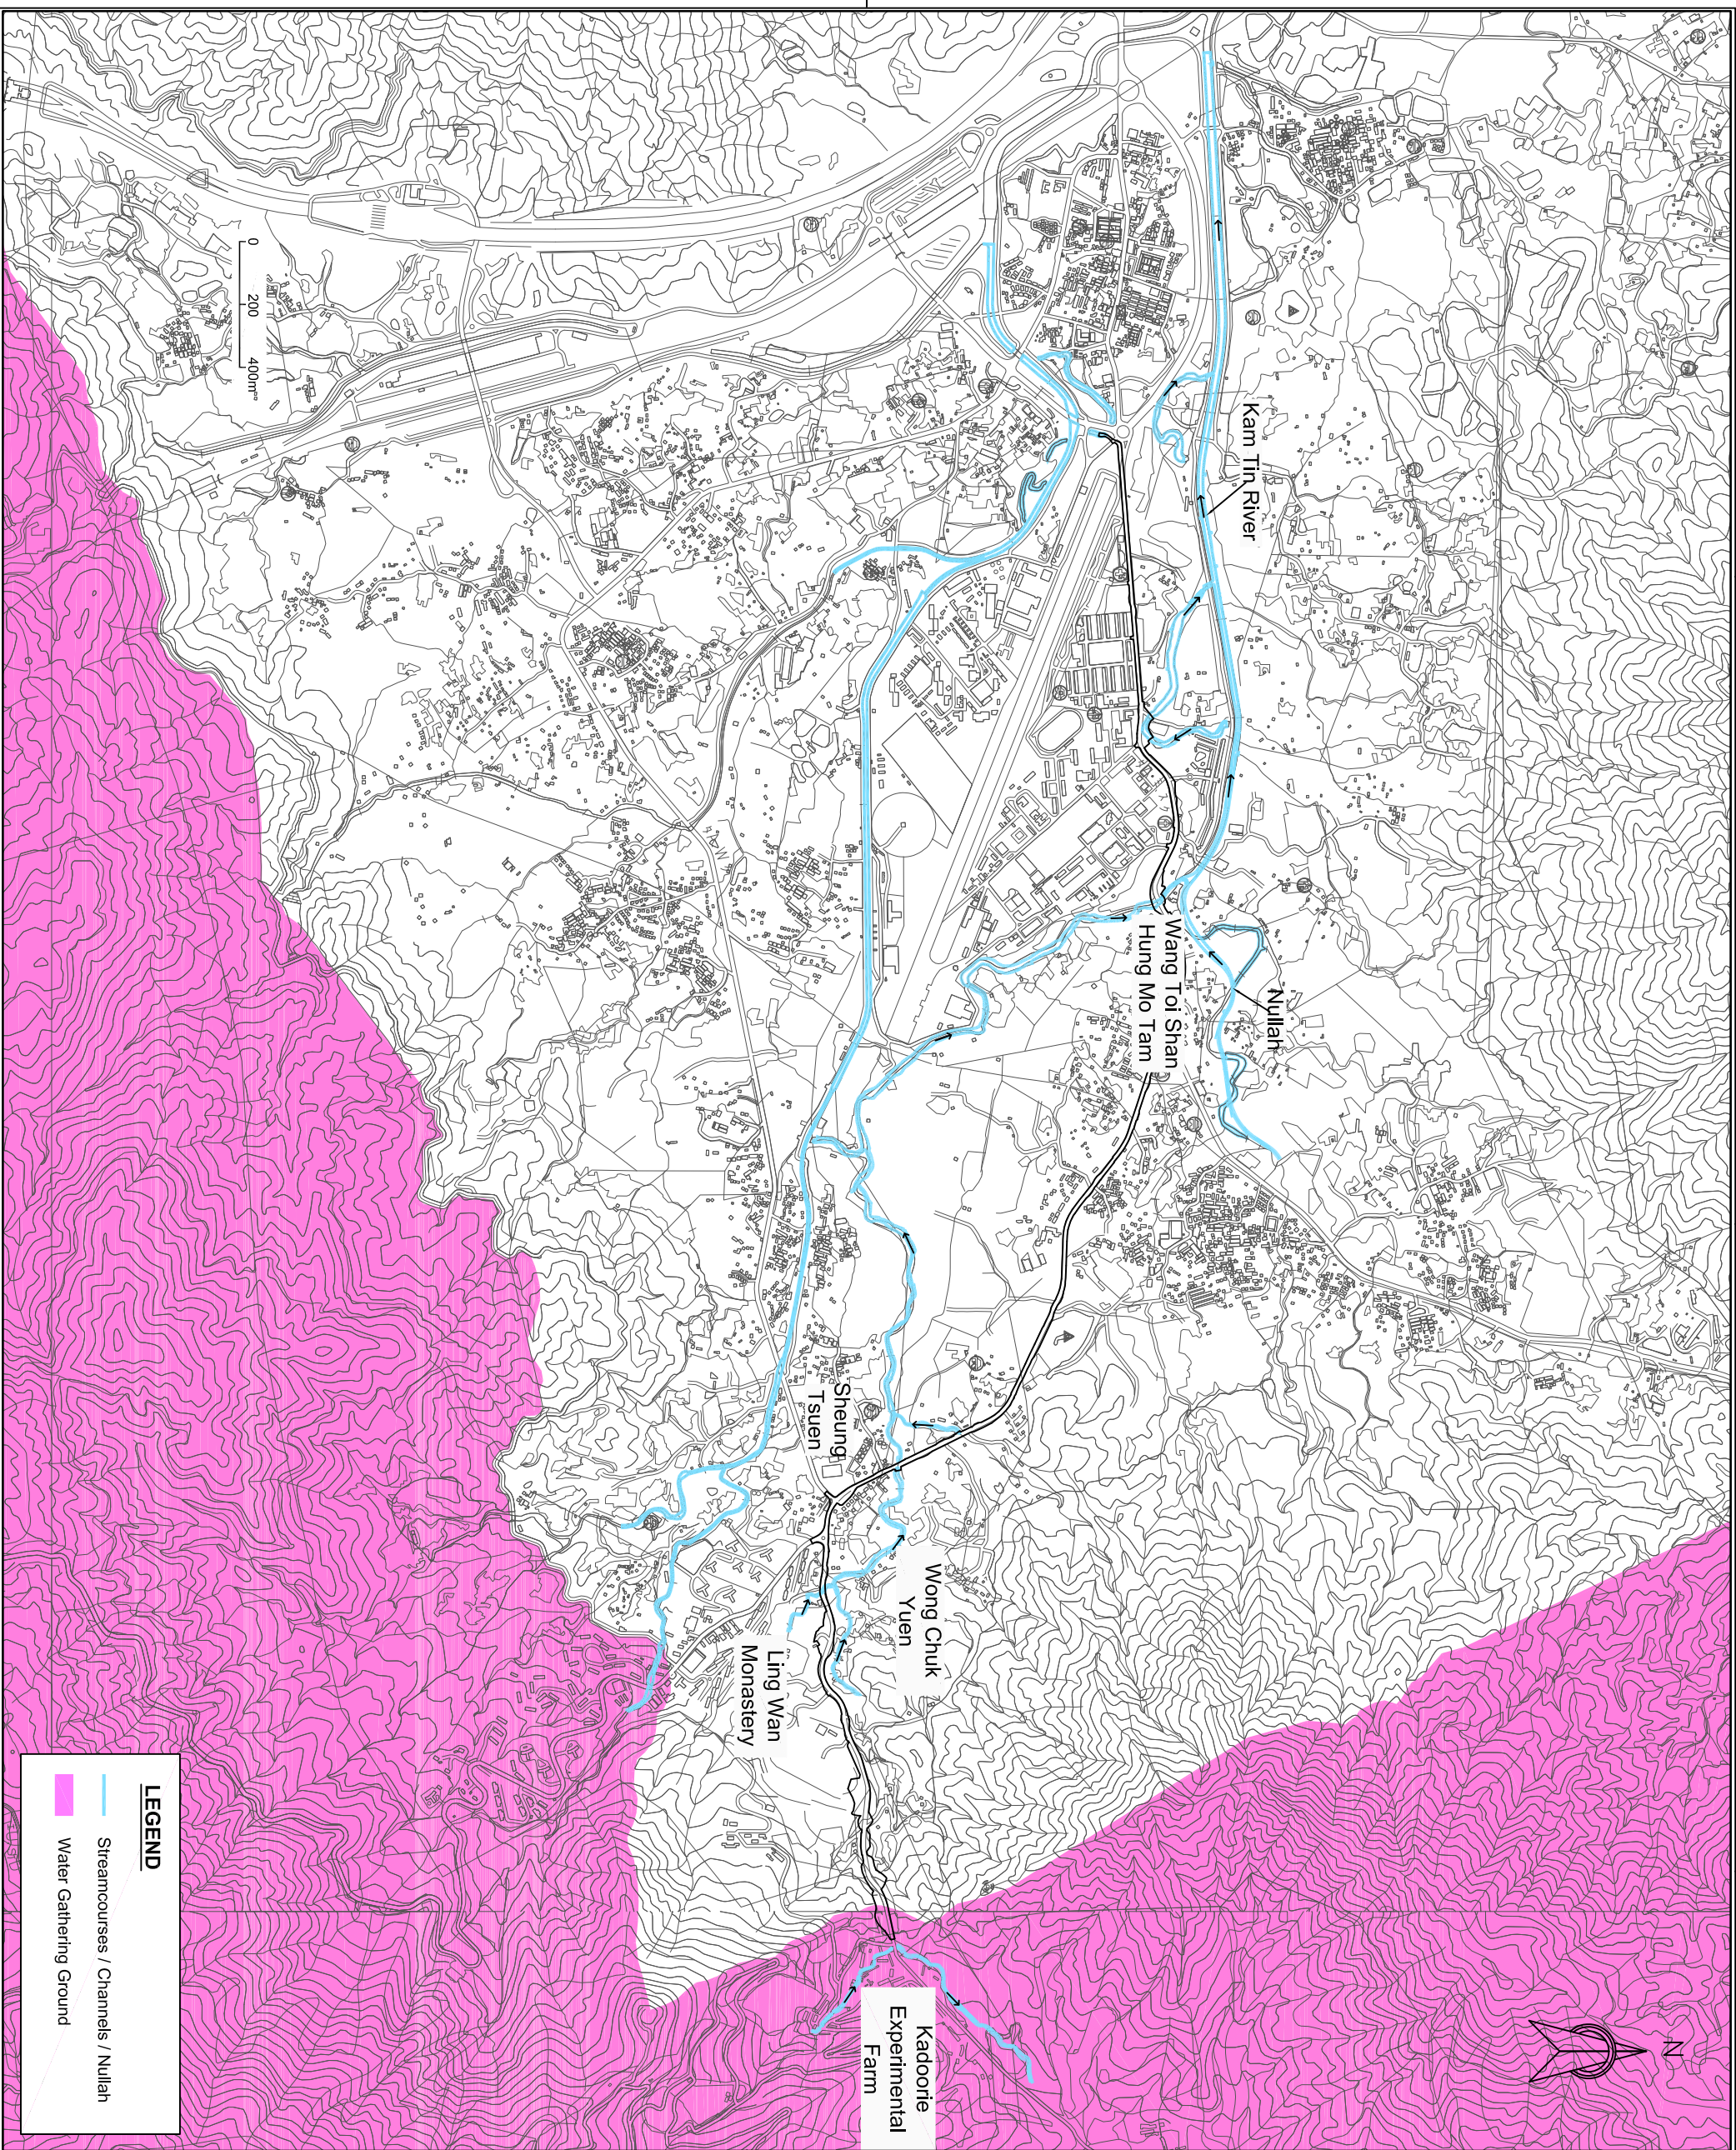 N
Kam Tin River
Nullah
Wang Toi Shan
Hung Mo Tam
Wong Chuk
Yuen
Sheung
Tsuen
Ling Wan
Monastery
Kadoorie
Experimental
Farm
0 200 400m
LEGEND
Streamcourses / Channels / Nullah
Water Gathering Ground